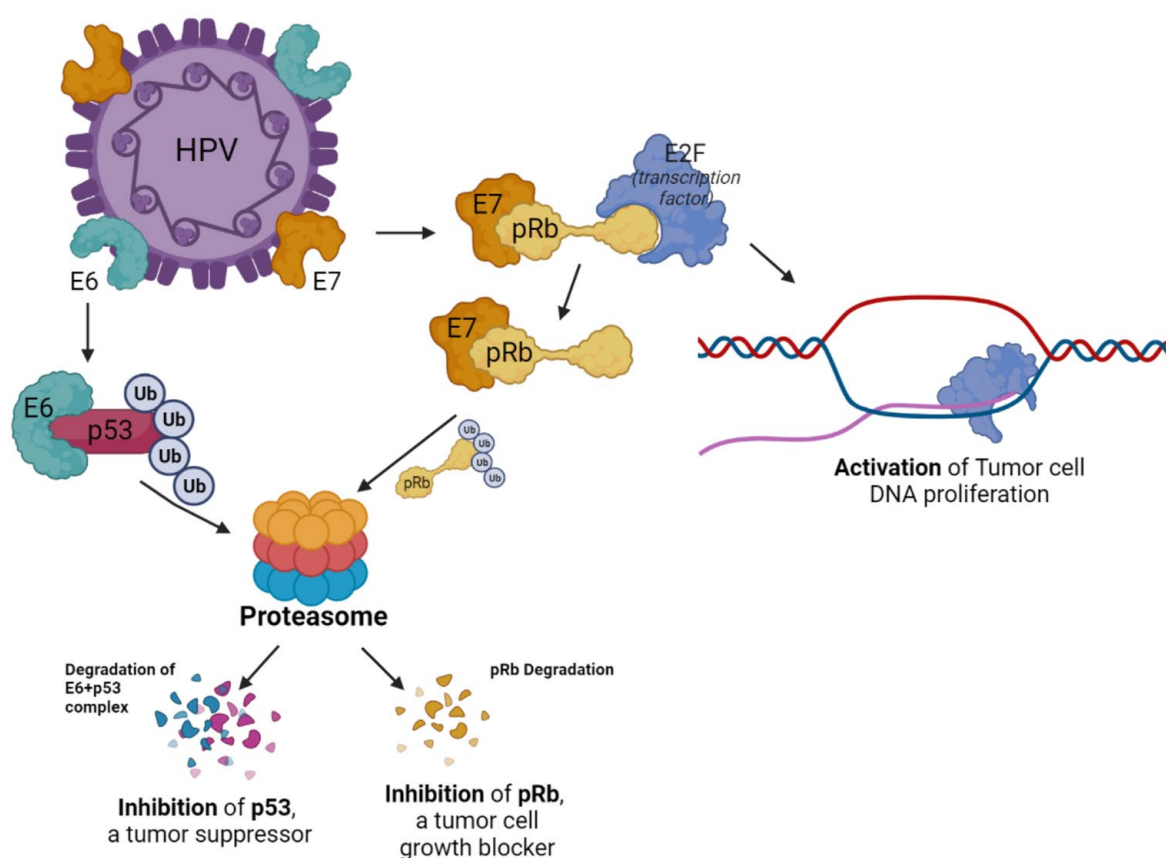 HPV
E6
E7
E7
pRb
E2F
(transcription
factor)
E7
pRb
E6
p53
Ub
Ub
Ub
Ub
pRb
Ub
Ub
Ub
Ub
Activation of Tumor cell
DNA proliferation
Proteasome
Degradation of
E6+p53
complex
pRb Degradation
Inhibition of p53,
a tumor suppressor
Inhibition of pRb,
a tumor cell
growth blocker